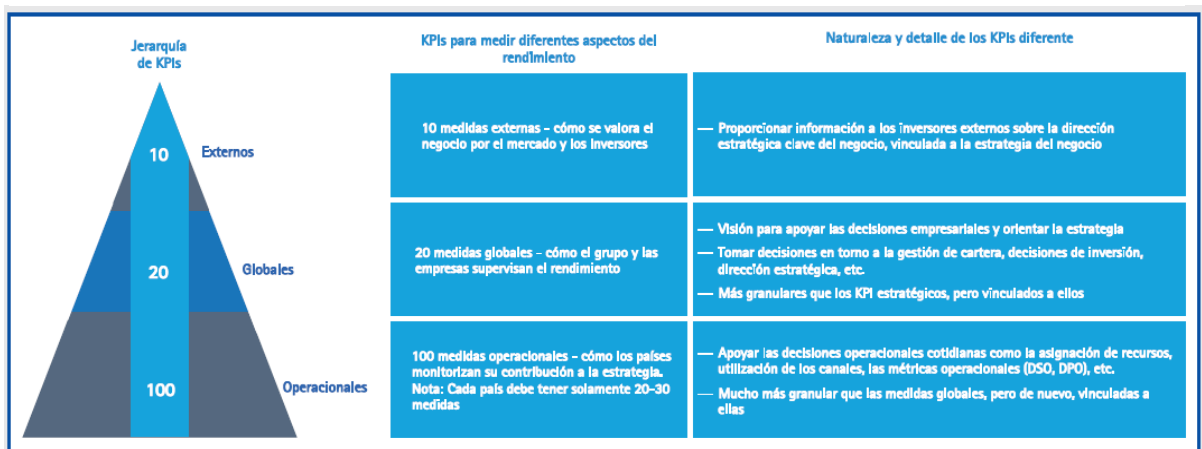 Jerarquía
de KPIs
KPIs para medir diferentes aspectos del
rendimiento
Naturaleza y detalle de los KPIs diferente
10
Externos
10 medidas externas – cómo se valora el
negocio por el mercado y los inversores
— Proporcionar información a los inversores externos sobre la dirección
estratégica clave del negocio, vinculada a la estrategia del negocio
20
Globales
20 medidas globales – cómo el grupo y las
empresas supervisan el rendimiento
— Visión para apoyar las decisiones empresariales y orientar la estrategia
— Tomar decisiones en torno a la gestión de cartera, decisiones de inversión,
dirección estratégica, etc.
— Más granulares que los KPI estratégicos, pero vinculados a ellos
100
Operacionales
100 medidas operacionales – cómo los países
monitorizan su contribución a la estrategia.
Nota: Cada país debe tener solamente 20–30
medidas
— Apoyar las decisiones operacionales cotidianas como la asignación de recursos,
utilización de los canales, las métricas operacionales (DSO, DPO), etc.
— Mucho más granular que las medidas globales, pero de nuevo, vinculadas a
ellas